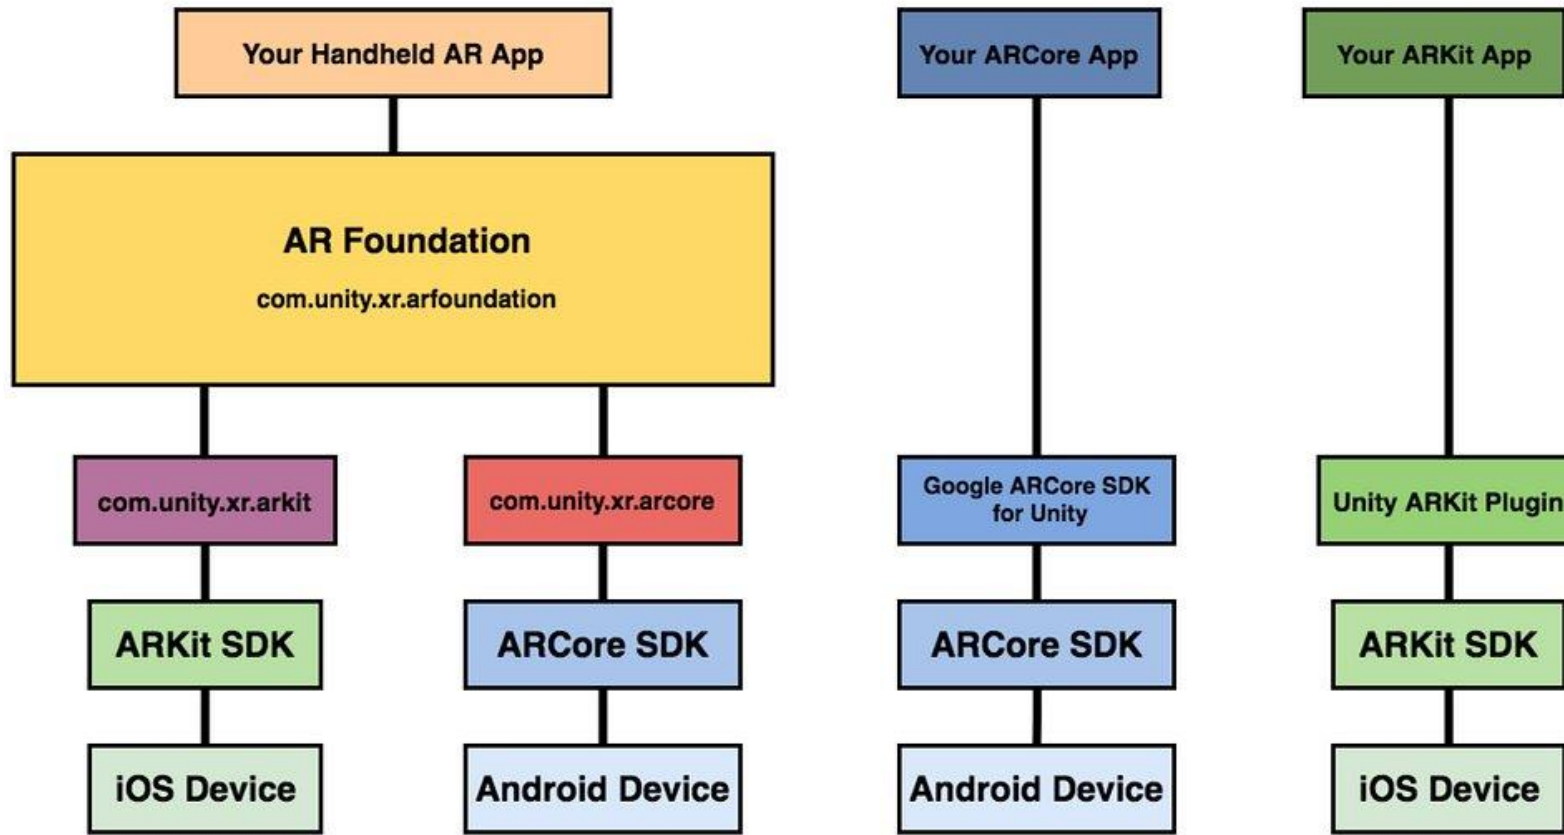 Your Handheld AR App
Your ARCore App
Your ARKit App
AR Foundation
com.unity.xr.arfoundation
com.unity.xr.arkit
com.unity.xr.arcore
Google ARCore SDK
for Unity
Unity ARKit Plugin
ARKit SDK
ARCore SDK
ARCore SDK
ARKit SDK
iOS Device
Android Device
Android Device
iOS Device